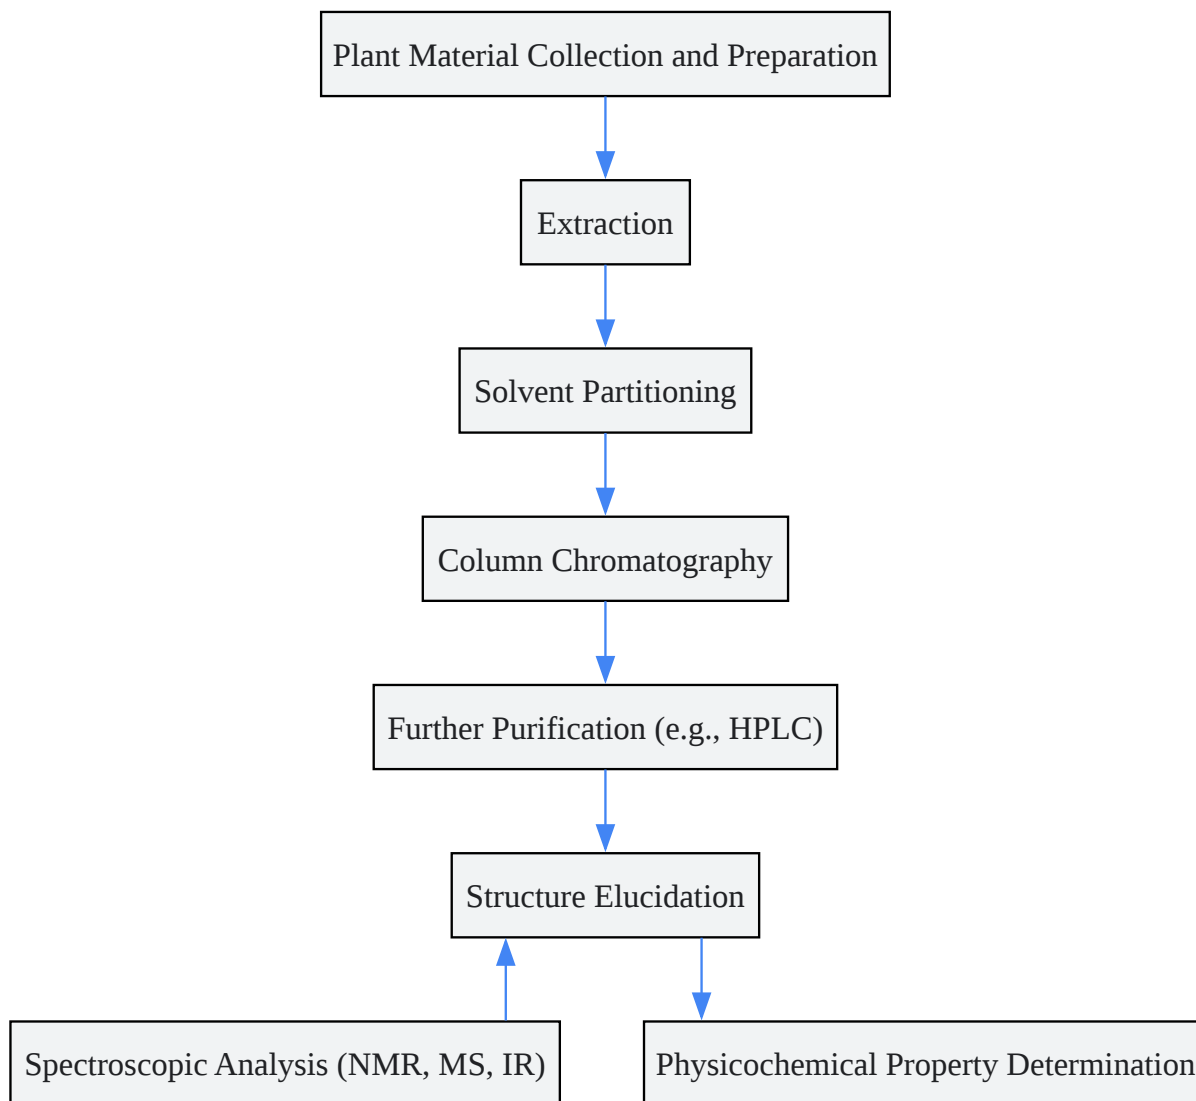 Plant Material Collection and Preparation
Extraction
Solvent Partitioning
Column Chromatography
Further Purification (e.g., HPLC)
Structure Elucidation
Spectroscopic Analysis (NMR, MS, IR)
Physicochemical Property Determination